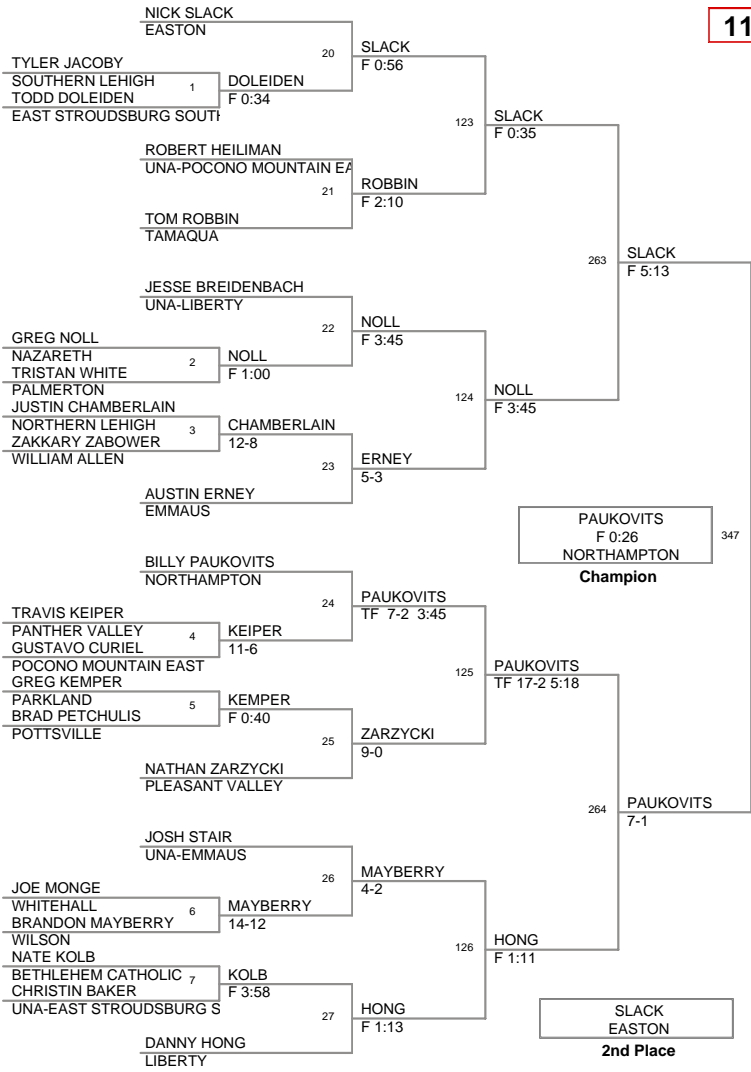 NICK SLACK
EASTON
11
20
SLACK
F 0:56
TYLER JACOBY
SOUTHERN LEHIGH
1
DOLEIDEN
TODD DOLEIDEN
F 0:34
EAST STROUDSBURG SOUTH
123
SLACK
F 0:35
ROBERT HEILIMAN
UNA-POCONO MOUNTAIN EA
21
ROBBIN
F 2:10
TOM ROBBIN
TAMAQUA
263
SLACK
F 5:13
JESSE BREIDENBACH
UNA-LIBERTY
22
NOLL
F 3:45
GREG NOLL
NAZARETH
2
NOLL
TRISTAN WHITE
F 1:00
PALMERTON
124
NOLL
F 3:45
JUSTIN CHAMBERLAIN
NORTHERN LEHIGH
3
CHAMBERLAIN
ZAKKARY ZABOWER
12-8
WILLIAM ALLEN
23
ERNEY
5-3
AUSTIN ERNEY
EMMAUS
PAUKOVITS
F 0:26
NORTHAMPTON
347
Champion
BILLY PAUKOVITS
NORTHAMPTON
24
PAUKOVITS
TF 7-2 3:45
TRAVIS KEIPER
PANTHER VALLEY
4
KEIPER
GUSTAVO CURIEL
11-6
POCONO MOUNTAIN EAST
125
PAUKOVITS
TF 17-2 5:18
GREG KEMPER
PARKLAND
5
KEMPER
BRAD PETCHULIS
F 0:40
POTTSVILLE
25
ZARZYCKI
9-0
NATHAN ZARZYCKI
PLEASANT VALLEY
264
PAUKOVITS
7-1
JOSH STAIR
UNA-EMMAUS
26
MAYBERRY
4-2
JOE MONGE
WHITEHALL
6
MAYBERRY
BRANDON MAYBERRY
14-12
WILSON
126
HONG
F 1:11
NATE KOLB
BETHLEHEM CATHOLIC
7
KOLB
CHRISTIN BAKER
F 3:58
UNA-EAST STROUDSBURG S
27
HONG
F 1:13
DANNY HONG
LIBERTY
SLACK
EASTON
2nd Place